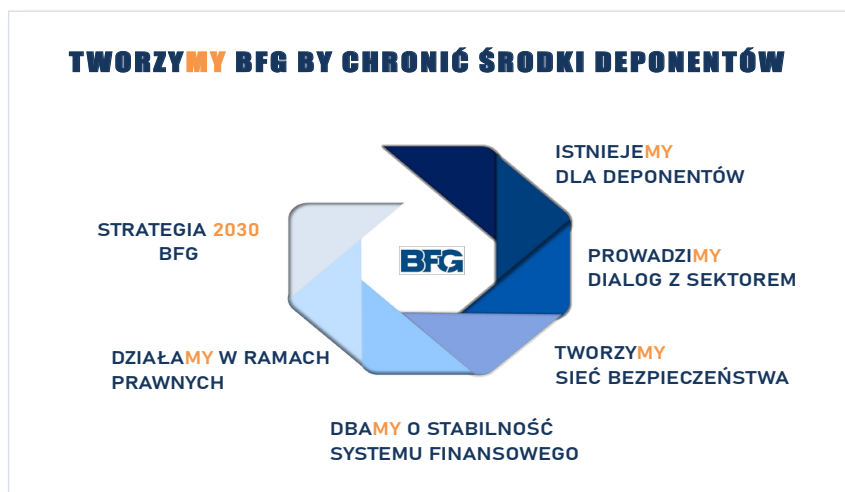 TWORZYMY BFG BY CHRONIĆ ŚRODKI DEPONENTÓW
ISTNIEJEMY
DLA DEPONENTÓW
STRATEGIA 2030
BFG
BFG
PROWADZIMY
DIALOG Z SEKTOREM
DZIAŁAMY W RAMACH
PRAWNYCH
TWORZYMY
SIEĆ BEZPIECZEŃSTWA
DBAMY O STABILNOŚĆ
SYSTEMU FINANSOWEGO